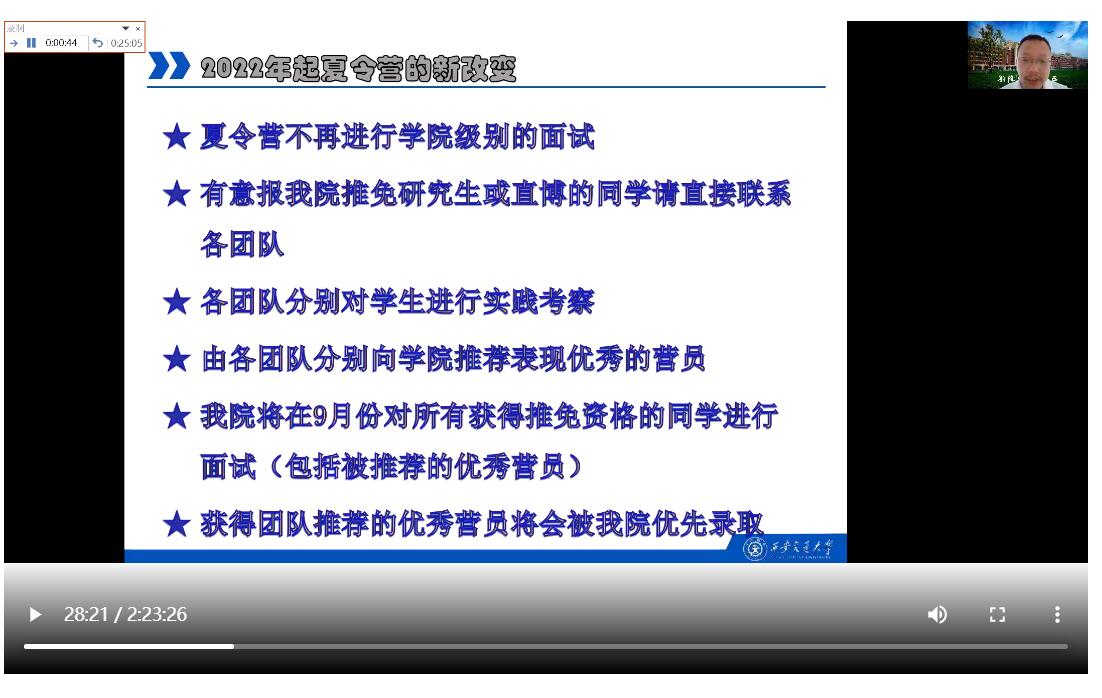 录制
0:00:44
0:25:05
2022年起夏令营的新改变
★ 夏令营不再进行学院级别的面试
★ 有意报我院推免研究生或直博的同学请直接联系
各团队
★ 各团队分别对学生进行实践考察
★ 由各团队分别向学院推荐表现优秀的营员
★ 我院将在9月份对所有获得推免资格的同学进行
面试（包括被推荐的优秀营员）
★ 获得团队推荐的优秀营员将会被我院优先录取
西安交通大学
28:21 / 2:23:26